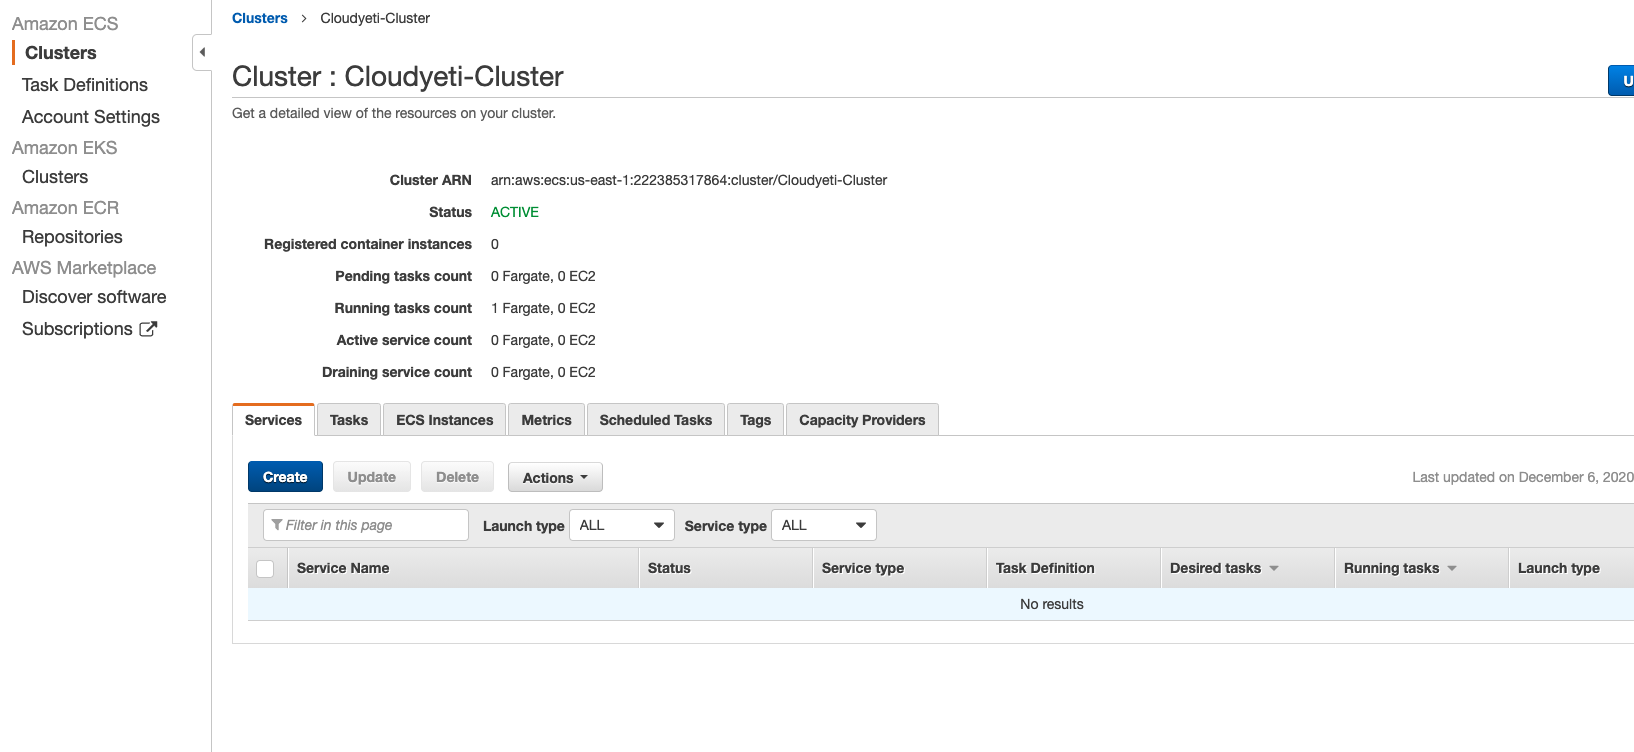 Amazon ECS
Clusters
Task Definitions
Account Settings
Amazon EKS
Clusters
Amazon ECR
Repositories
AWS Marketplace
Discover software
Subscriptions
Clusters > Cloudyeti-Cluster
Cluster : Cloudyeti-Cluster
Get a detailed view of the resources on your cluster.
Cluster ARN arn:aws:ecs:us-east-1:222385317864:cluster/Cloudyeti-Cluster
Status ACTIVE
Registered container instances 0
Pending tasks count 0 Fargate, 0 EC2
Running tasks count 1 Fargate, 0 EC2
Active service count 0 Fargate, 0 EC2
Draining service count 0 Fargate, 0 EC2
Services Tasks ECS Instances Metrics Scheduled Tasks Tags Capacity Providers
Create Update Delete Actions Last updated on December 6, 2020
Filter in this page Launch type ALL Service type ALL
Service Name Status Service type Task Definition Desired tasks Running tasks Launch type
No results